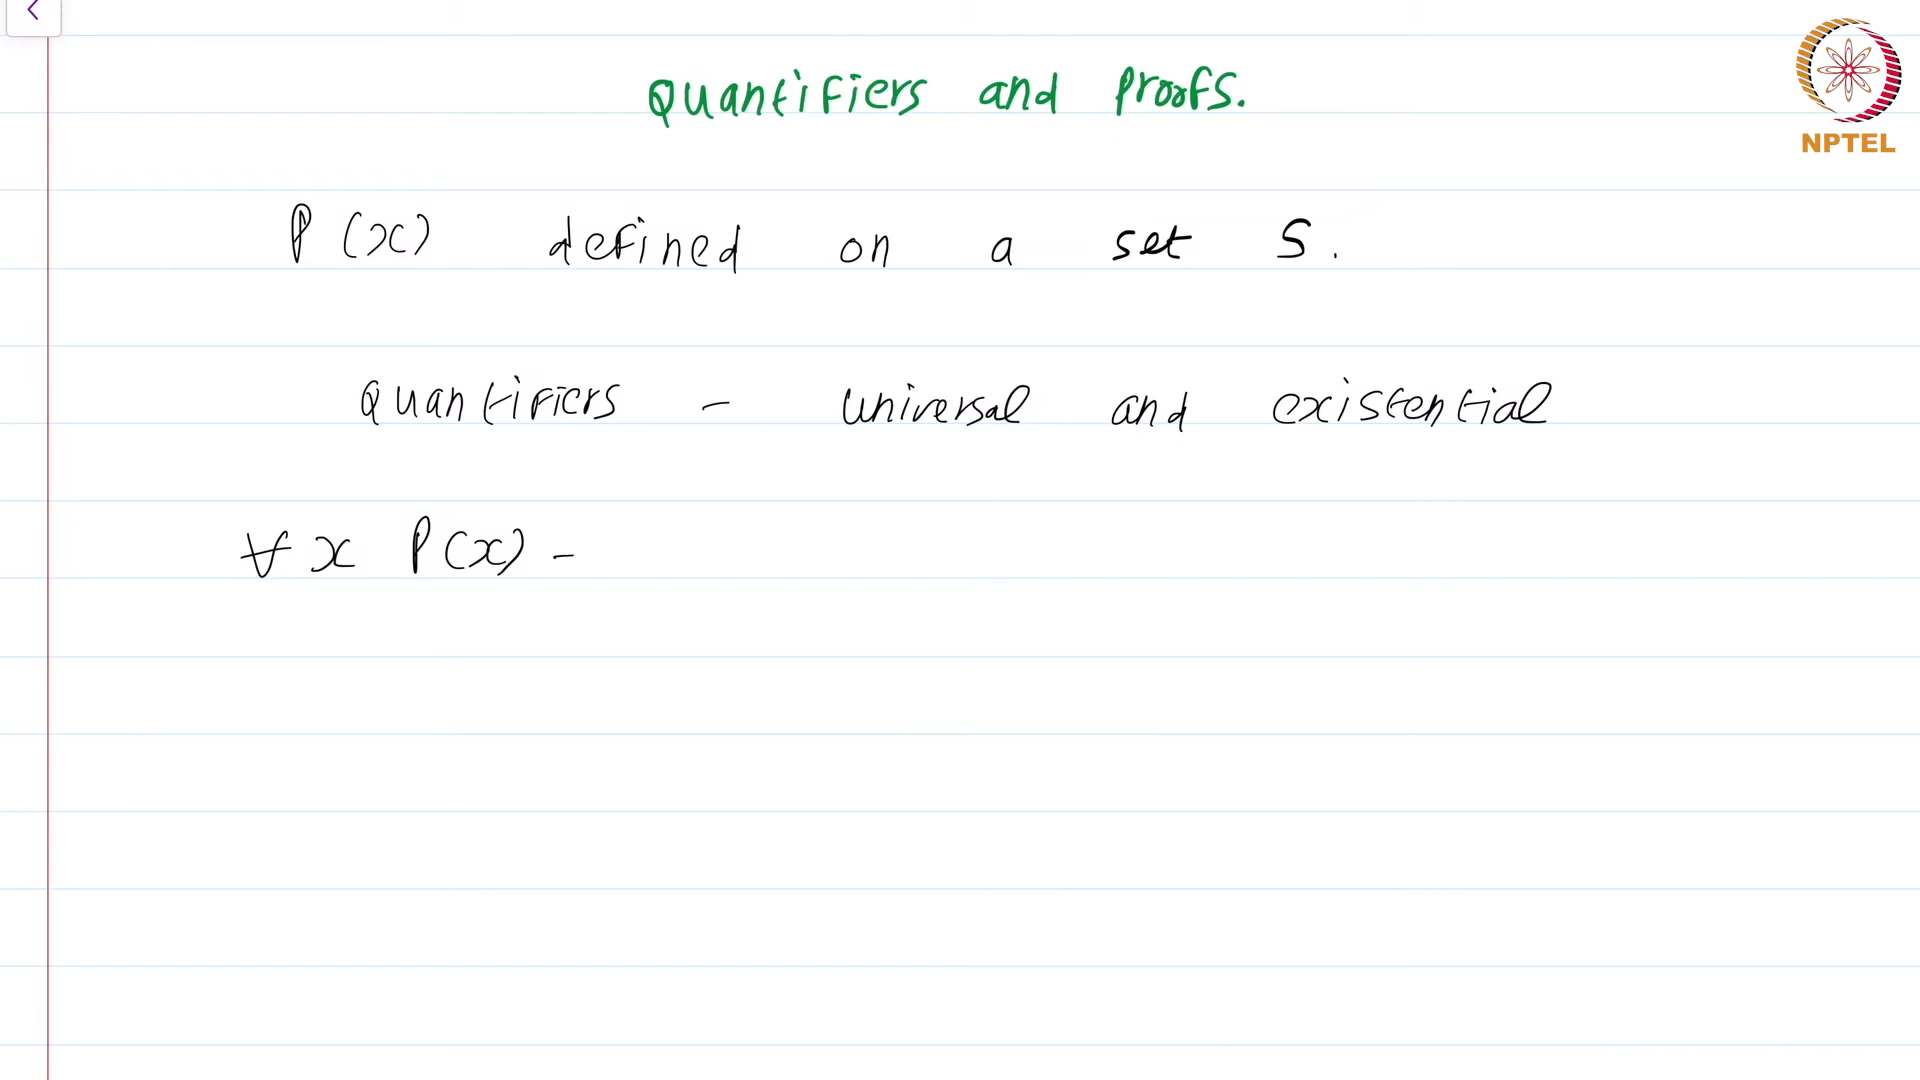 Quantifiers and Proofs.
NPTEL
P(x) defined on a set S.
Quantifiers - Universal and existential
∀ x P(x) -